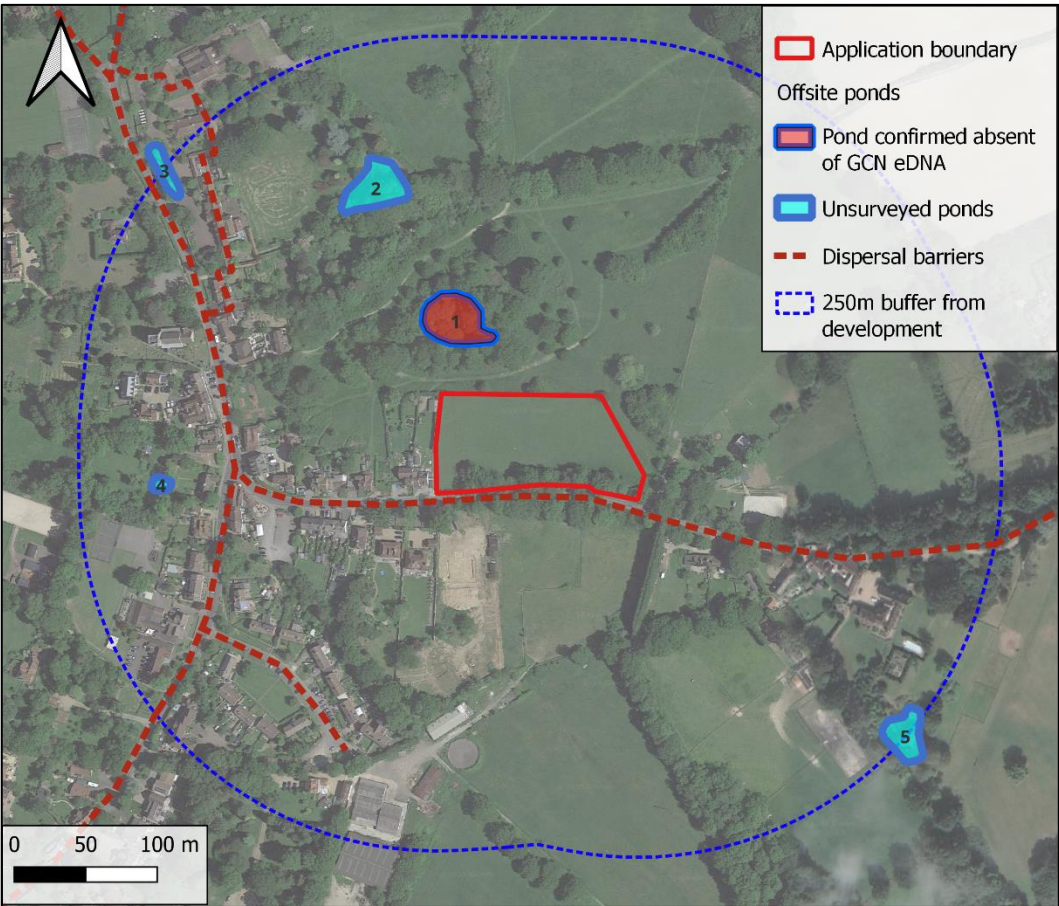 Application boundary
Offsite ponds
Pond confirmed absent
of GCN eDNA
Unsurveyed ponds
Dispersal barriers
250m buffer from
development
3
2
1
4
5
0 50 100 m